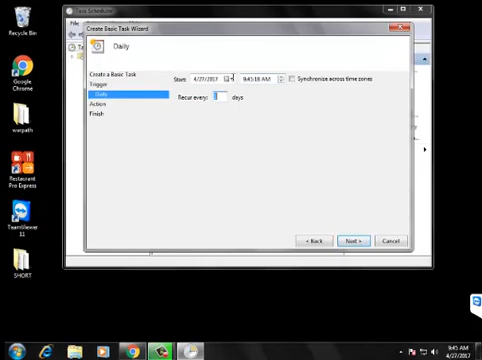 Recycle Bin
Google
Chrome
warpath
Restaurant
Pro Express
TeamViewer
11
SHORT
Task Scheduler
File
Create Basic Task Wizard
Daily
Create a Basic Task
Trigger
Daily
Action
Finish
Start: 4/27/2017 9:45:18 AM Synchronize across time zones
Recur every: days
< Back Next > Cancel
9:45 AM
4/27/2017